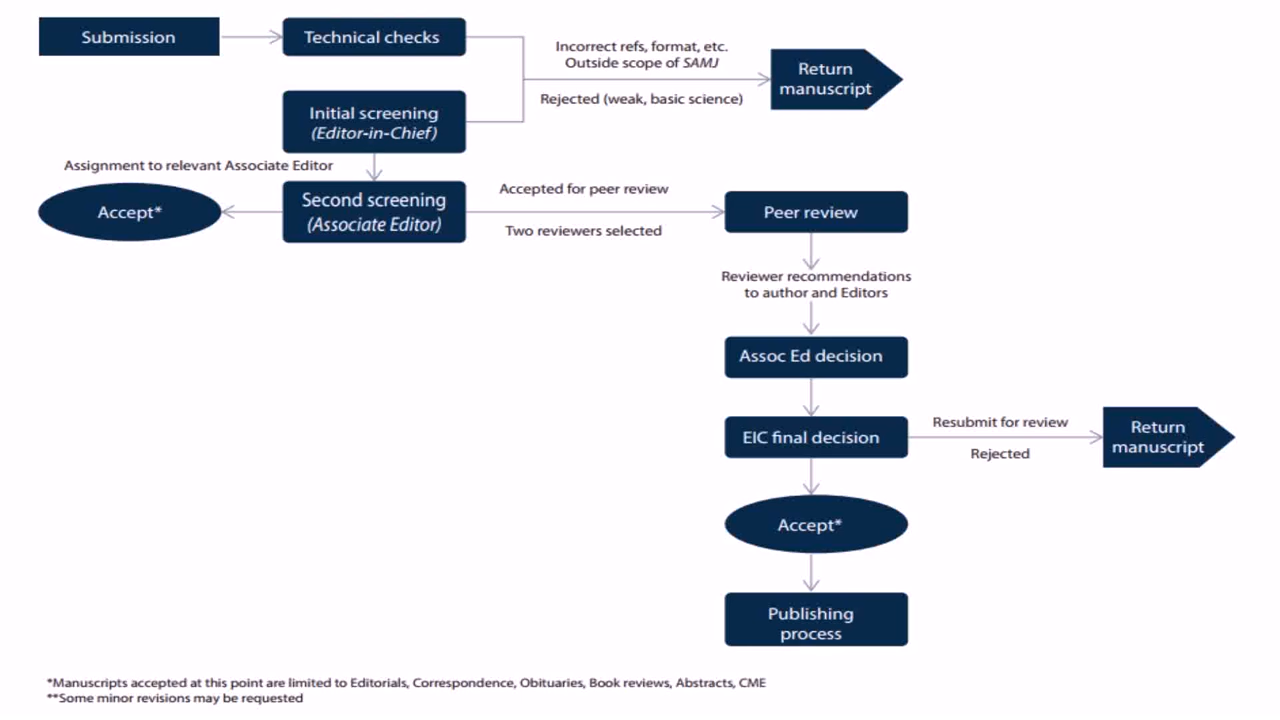 Submission
Technical checks
Incorrect refs, format, etc.
Outside scope of SAMJ
Rejected (weak, basic science)
Return
manuscript
Initial screening
(Editor-in-Chief)
Assignment to relevant Associate Editor
Accept*
Second screening
(Associate Editor)
Accepted for peer review
Two reviewers selected
Peer review
Reviewer recommendations
to author and Editors
Assoc Ed decision
EIC final decision
Resubmit for review
Rejected
Return
manuscript
Accept*
Publishing
process
*Manuscripts accepted at this point are limited to Editorials, Correspondence, Obituaries, Book reviews, Abstracts, CME
**Some minor revisions may be requested